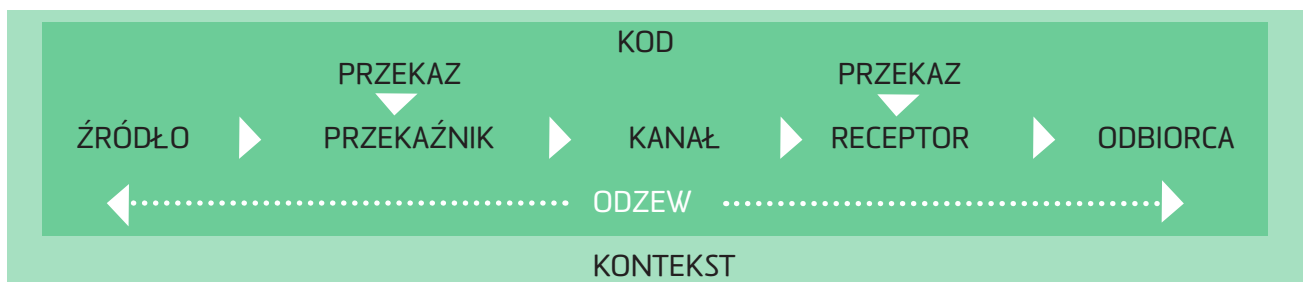 KOD
PRZEKAZ PRZEKAZ
ŹRÓDŁO PRZEKAŹNIK KANAŁ RECEPTOR ODBIORCA
ODZEW
KONTEKST